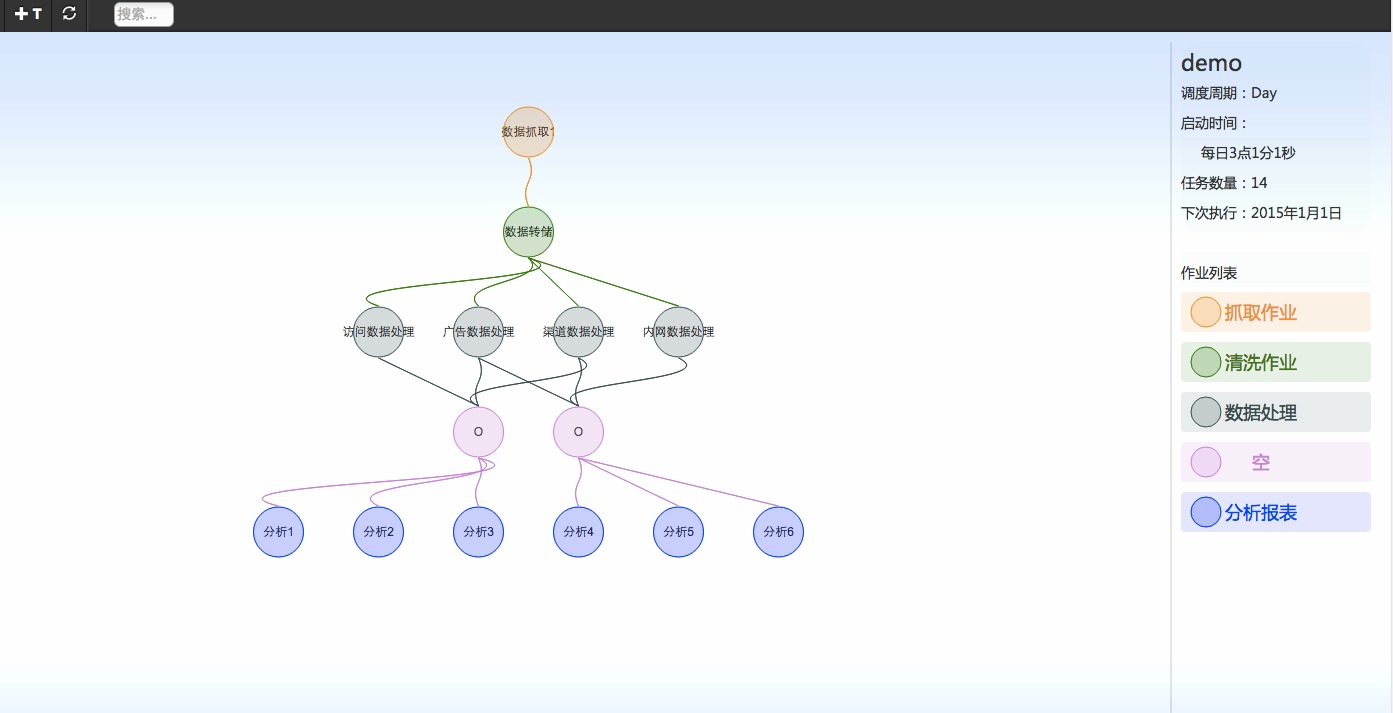 T
搜索...
数据抓取1
数据转储
访问数据处理
广告数据处理
渠道数据处理
内网数据处理
O
O
分析1
分析2
分析3
分析4
分析5
分析6
demo
调度周期：Day
启动时间：
每日3点1分1秒
任务数量：14
下次执行：2015年1月1日
作业列表
抓取作业
清洗作业
数据处理
空
分析报表